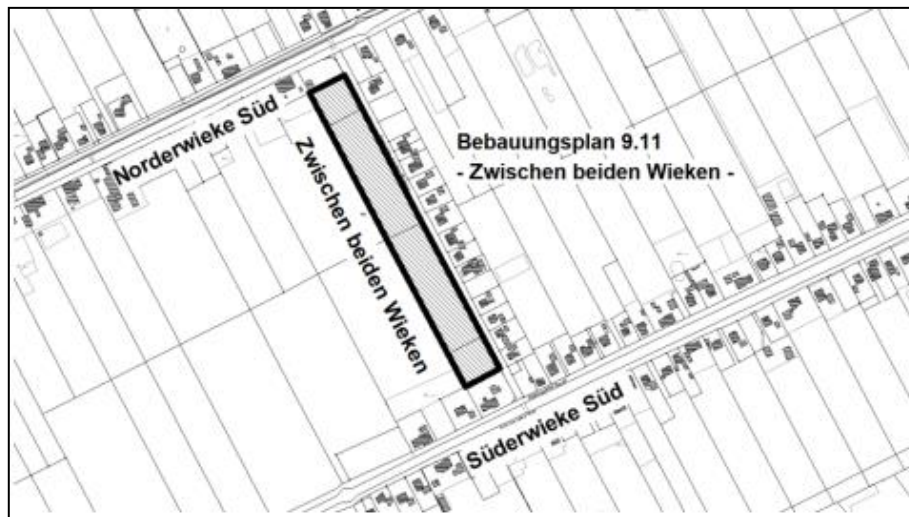 Norderwieke Süd
Bebauungsplan 9.11
- Zwischen beiden Wieken -
Zwischen beiden Wieken
Süderwieke Süd